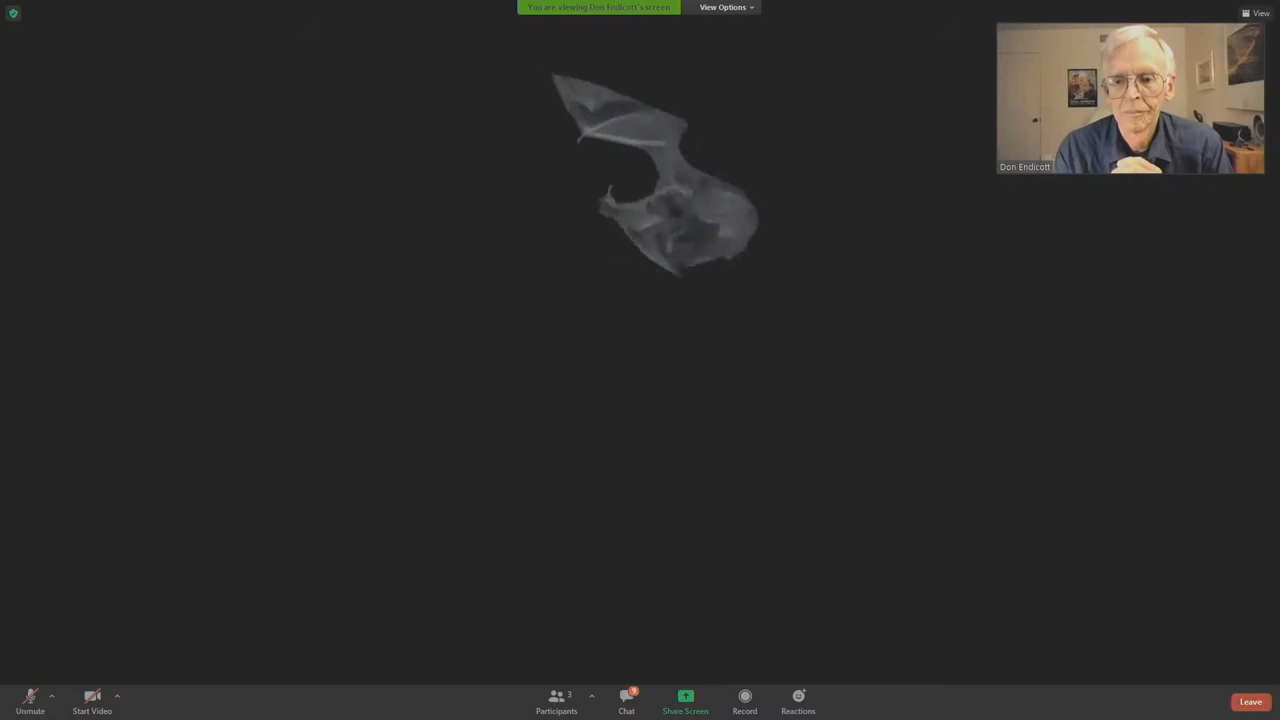 You are viewing Don Endicott's screen
View Options
View
Don Endicott
Unmute
Start Video
Participants
3
Chat
9
Share Screen
Record
Reactions
Leave